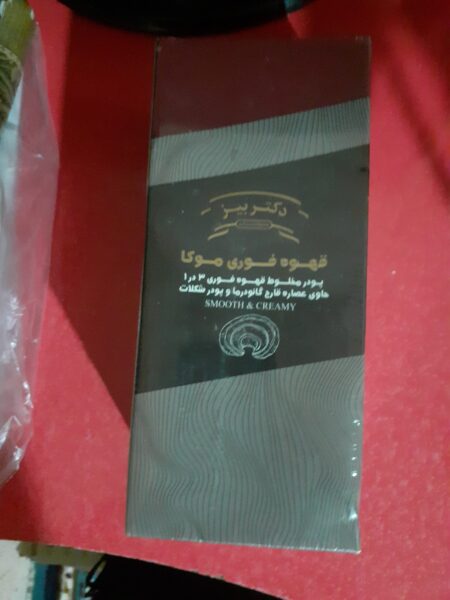 دکتر بیز
قهوه فوری موکا
پودر مخلوط قهوه فوری ۳ در ۱
حاوی عصاره قارچ گانودرما و پودر شکلات
SMOOTH & CREAMY